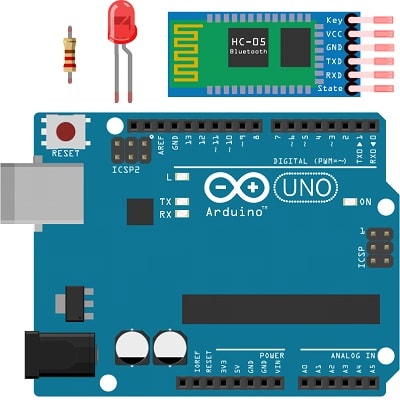 HC-05
Bluetooth
Key
VCC
GND
TXD
RXD
State
RESET
ICSP2
AREF
GND
13
12
~11
~10
~9
8
7
~6
~5
4
~3
2
TXD▶1
RXD◀0
DIGITAL (PWM=~)
L
TX
RX
Arduino™
UNO
ON
1
ICSP
IOREF
RESET
3V3
5V
GND
GND
VIN
POWER
A0
A1
A2
A3
A4
A5
ANALOG IN